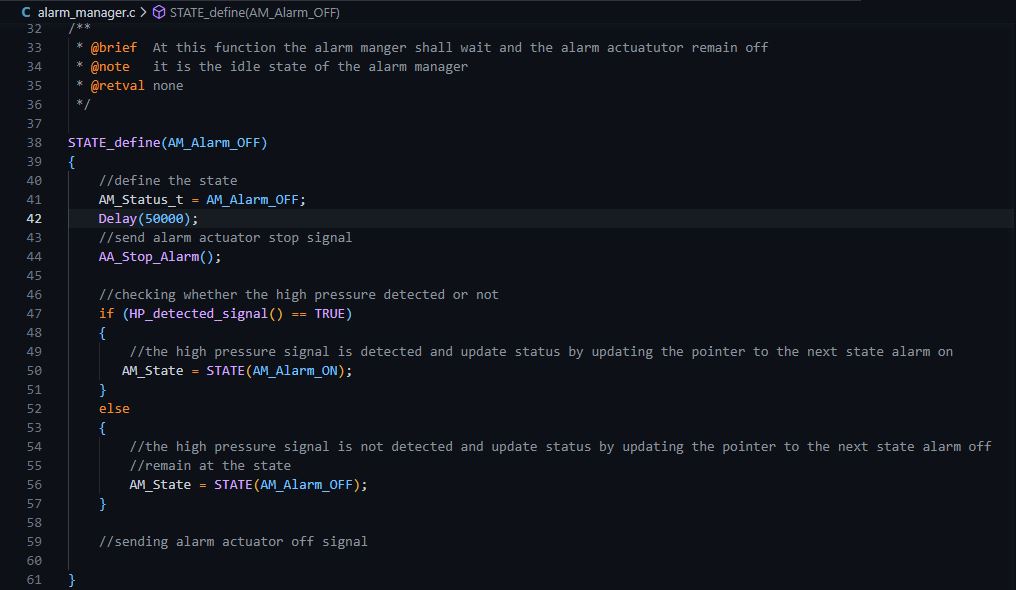 C alarm_manager.c > STATE_define(AM_Alarm_OFF)
32 /**
33 * @brief  At this function the alarm manger shall wait and the alarm actuatutor remain off
34 * @note   it is the idle state of the alarm manager
35 * @retval none
36 */
37
38 STATE_define(AM_Alarm_OFF)
39 {
40     //define the state
41     AM_Status_t = AM_Alarm_OFF;
42     Delay(50000);
43     //send alarm actuator stop signal
44     AA_Stop_Alarm();
45
46     //checking whether the high pressure detected or not
47     if (HP_detected_signal() == TRUE)
48     {
49         //the high pressure signal is detected and update status by updating the pointer to the next state alarm on
50        AM_State = STATE(AM_Alarm_ON);
51     }
52     else
53     {
54         //the high pressure signal is not detected and update status by updating the pointer to the next state alarm off
55         //remain at the state
56         AM_State = STATE(AM_Alarm_OFF);
57     }
58
59     //sending alarm actuator off signal
60
61 }